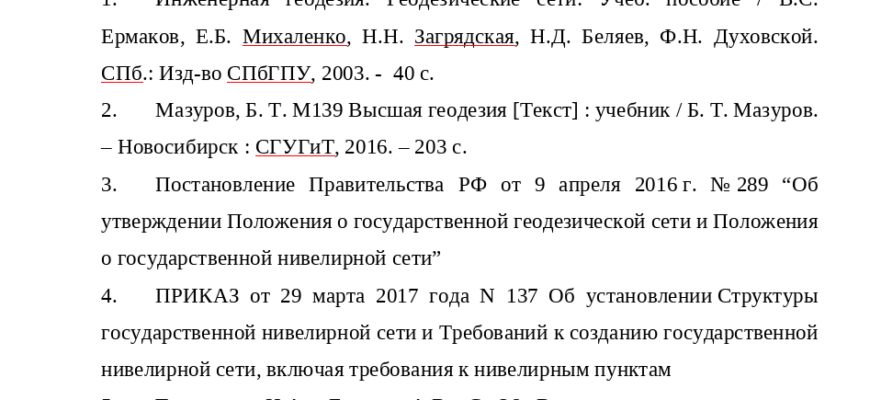 1. Инженерная геодезия. Геодезические сети: Учеб. пособие / В.С.
Ермаков, Е.Б. Михаленко, Н.Н. Загрядская, Н.Д. Беляев, Ф.Н. Духовской.
СПб.: Изд-во СПбГПУ, 2003. - 40 с.
2. Мазуров, Б. Т. М139 Высшая геодезия [Текст] : учебник / Б. Т. Мазуров.
– Новосибирск : СГУГиТ, 2016. – 203 с.
3. Постановление Правительства РФ от 9 апреля 2016 г. № 289 “Об
утверждении Положения о государственной геодезической сети и Положения
о государственной нивелирной сети”
4. ПРИКАЗ от 29 марта 2017 года N 137 Об установлении Структуры
государственной нивелирной сети и Требований к созданию государственной
нивелирной сети, включая требования к нивелирным пунктам